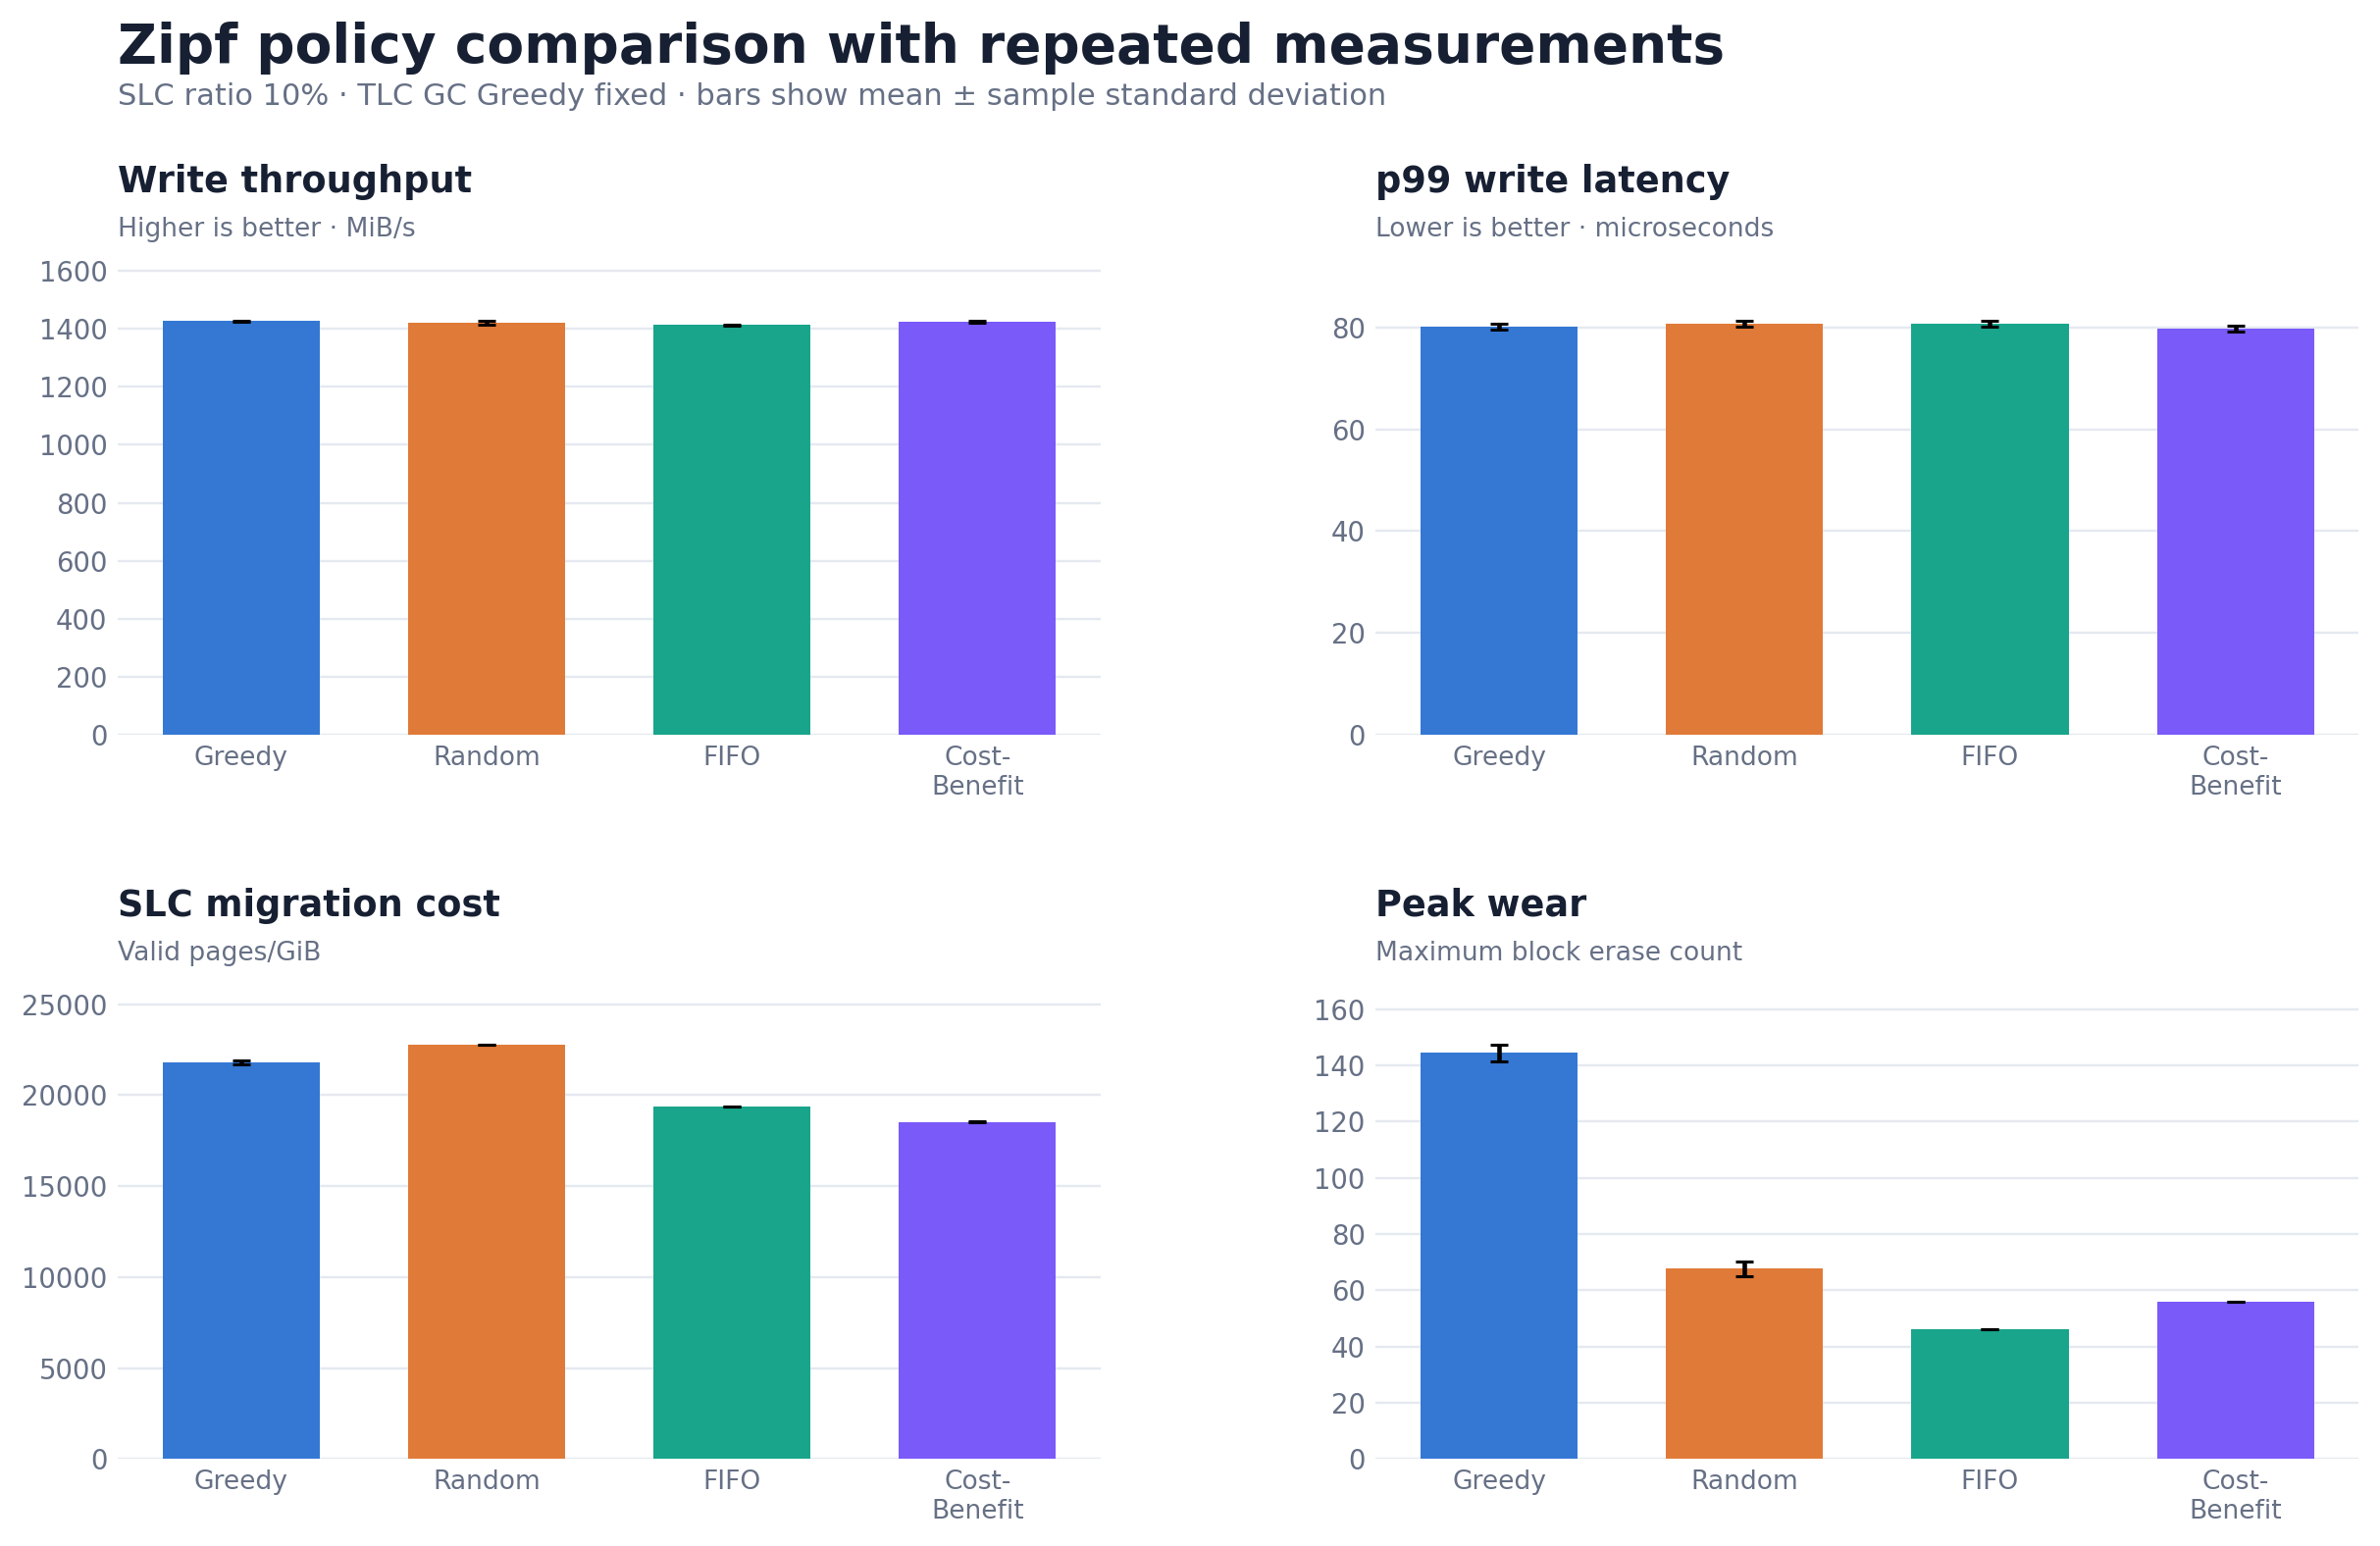 Zipf policy comparison with repeated measurements
SLC ratio 10% · TLC GC Greedy fixed · bars show mean ± sample standard deviation
Write throughput
Higher is better · MiB/s
1600
1400
1200
1000
800
600
400
200
0
Greedy
Random
FIFO
Cost-
Benefit
p99 write latency
Lower is better · microseconds
80
60
40
20
0
Greedy
Random
FIFO
Cost-
Benefit
SLC migration cost
Valid pages/GiB
25000
20000
15000
10000
5000
0
Greedy
Random
FIFO
Cost-
Benefit
Peak wear
Maximum block erase count
160
140
120
100
80
60
40
20
0
Greedy
Random
FIFO
Cost-
Benefit